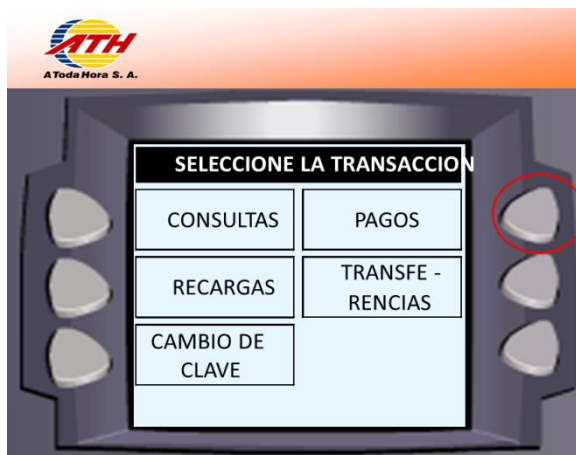 ATH
A Toda Hora S. A.
SELECCIONE LA TRANSACCION
CONSULTAS
PAGOS
RECARGAS
TRANSFE -
RENCIAS
CAMBIO DE
CLAVE